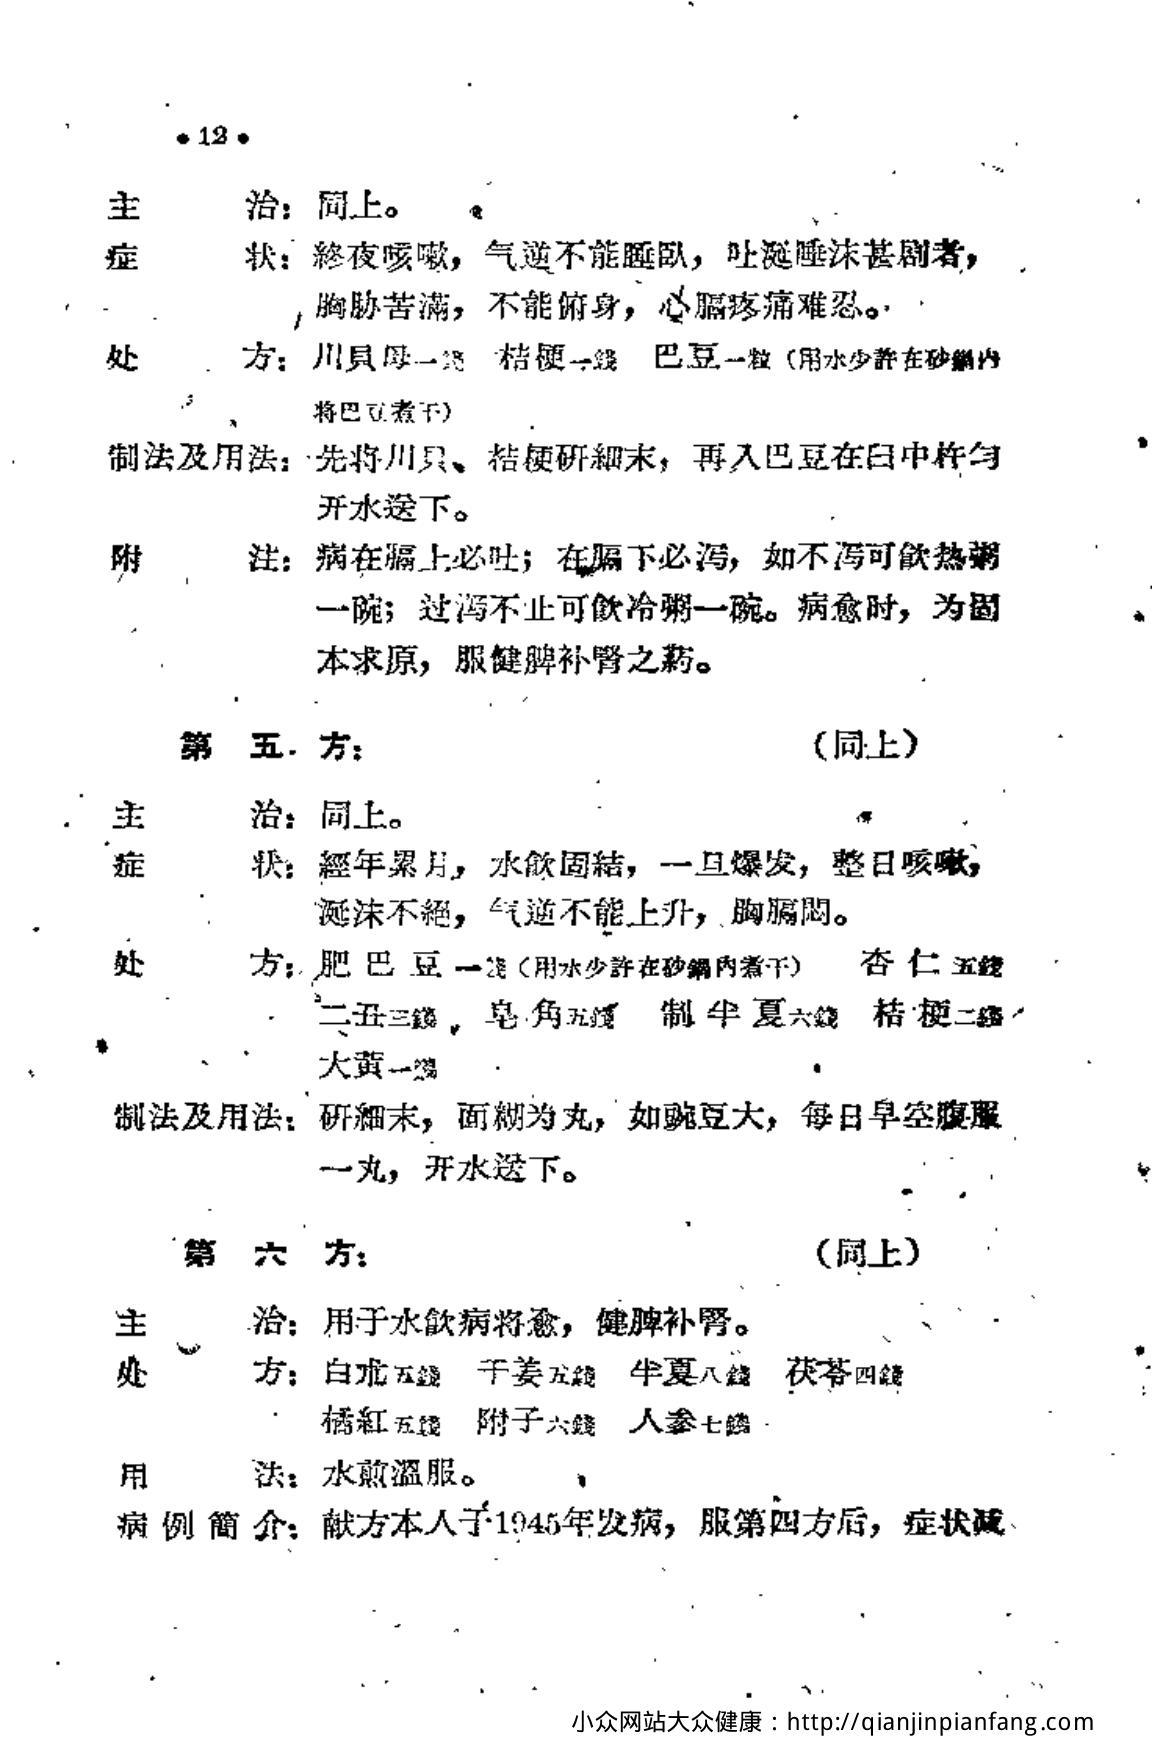 •12•
主　　治：同上。
症　　状：終夜咳嗽，气逆不能睡臥，吐涎唾沫甚剧者，
胸胁苦滿，不能俯身，心膈疼痛难忍。
处　　方：川貝母一錢　桔梗一錢　巴豆一粒（用水少許在砂鍋内
将巴豆煮干）
制法及用法：先将川貝、桔梗研細末，再入巴豆在臼中杵匀
开水送下。
附　　注：病在膈上必吐；在膈下必泻，如不泻可飮热粥
一碗；过泻不止可飮冷粥一碗。病愈时，为固
本求原，服健脾补腎之葯。
第五方：　（同上）
主　　治：同上。
症　　状：經年累月，水飮固結，一旦爆发，整日咳嗽，
涎沫不絕，气逆不能上升，胸膈悶。
处　　方：肥巴豆一錢（用水少許在砂鍋内煮干）　杏仁五錢
二丑三錢　皂角五錢　制半夏六錢　桔梗二錢
大黄一錢
制法及用法：研細末，面糊为丸，如豌豆大，每日早空腹服
一丸，开水送下。
第六方：　（同上）
主　　治：用于水飮病将愈，健脾补腎。
处　　方：白朮五錢　干姜五錢　半夏八錢　茯苓四錢
橘紅五錢　附子六錢　人参七錢
用　　法：水煎溫服。
病例簡介：献方本人于1945年发病，服第四方后，症状减
小众网站大众健康：http://qianjinpianfang.com